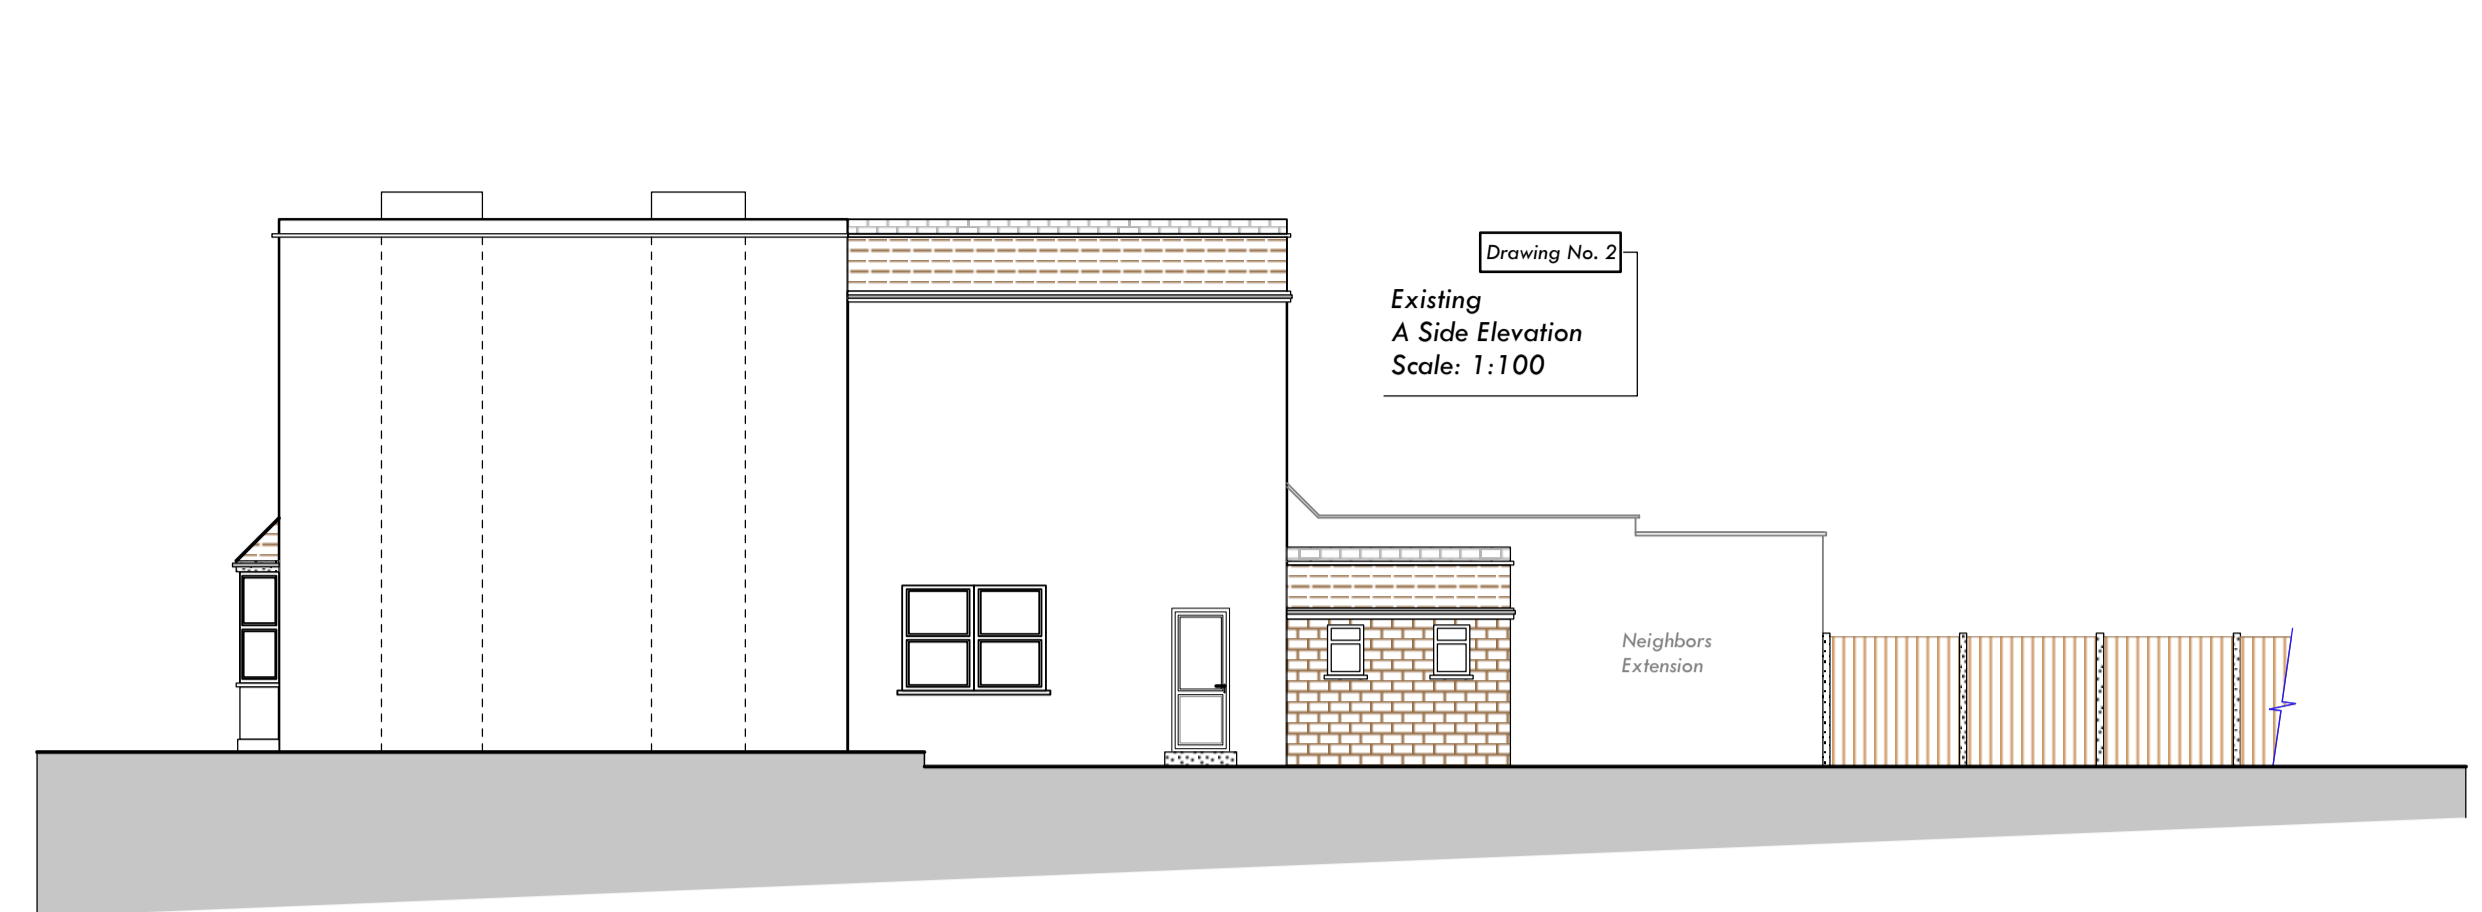 Drawing No. 2
Existing
A Side Elevation
Scale: 1:100
Neighbors
Extension